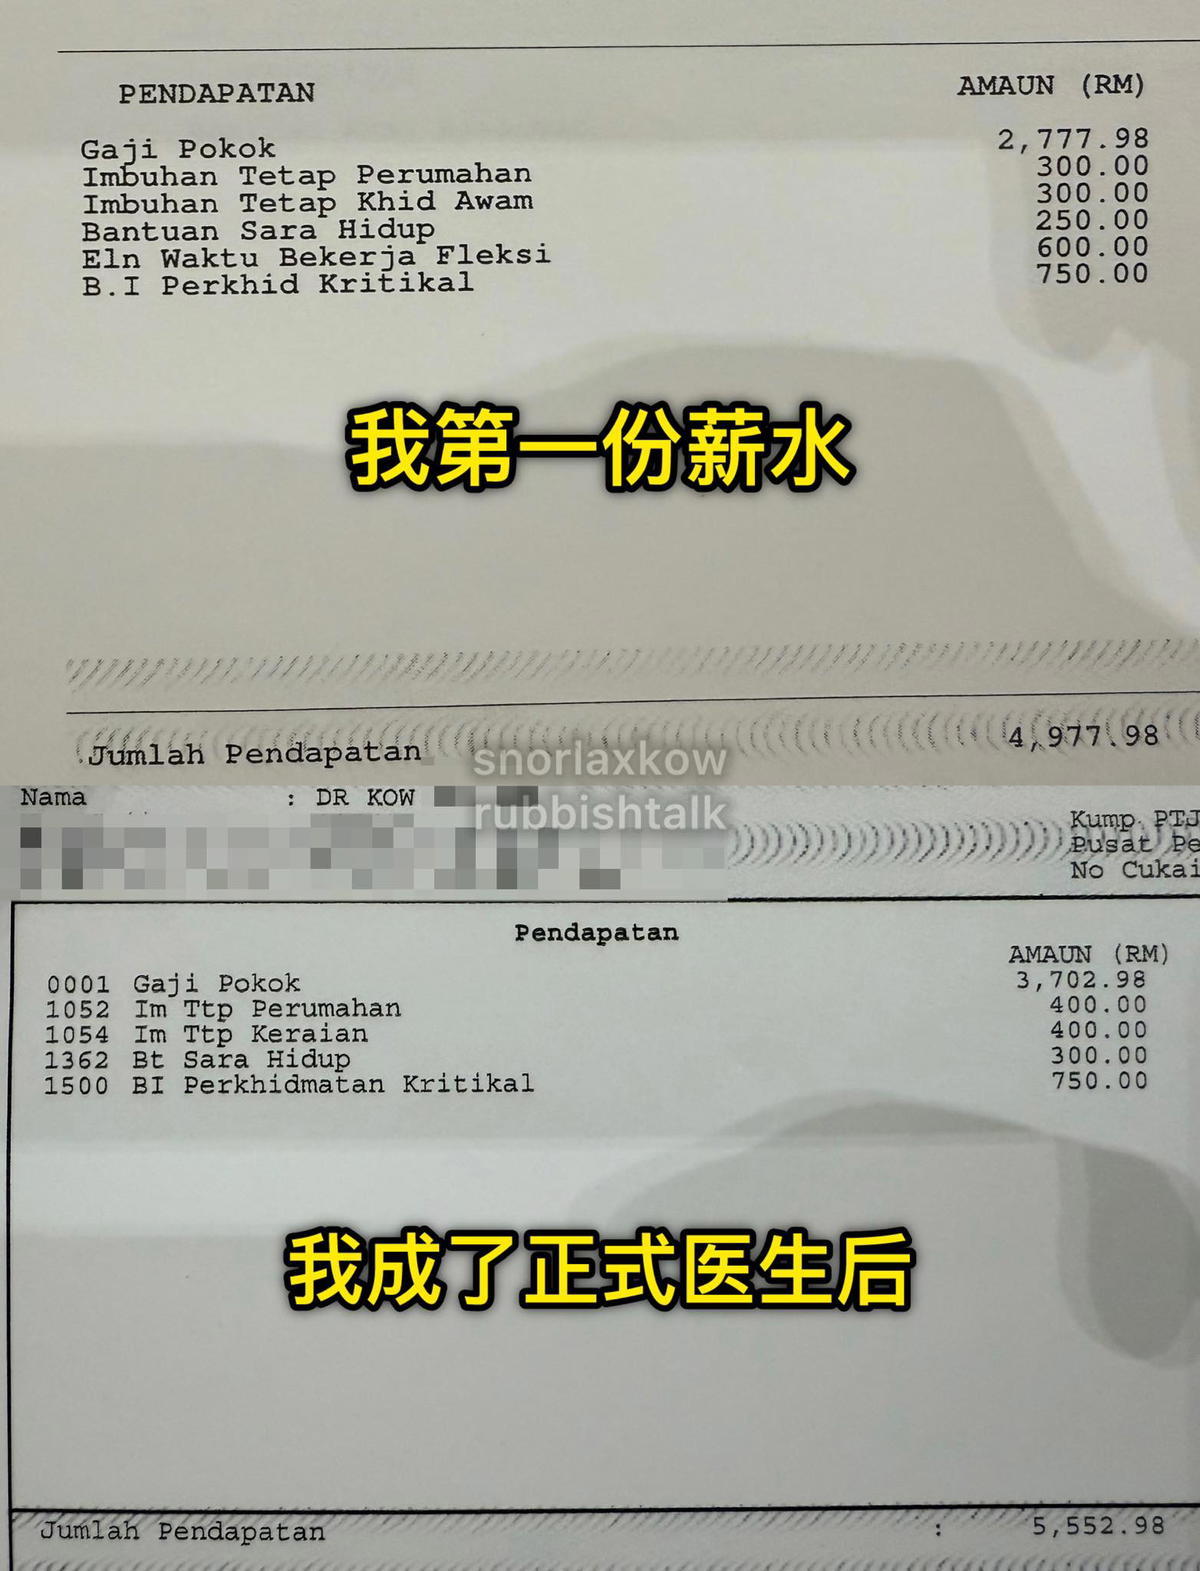 PENDAPATAN AMAUN (RM)
Gaji Pokok 2,777.98
Imbuhan Tetap Perumahan 300.00
Imbuhan Tetap Khid Awam 300.00
Bantuan Sara Hidup 250.00
Eln Waktu Bekerja Fleksi 600.00
B.I Perkhid Kritikal 750.00
我第一份薪水
Jumlah Pendapatan 4,977.98
snorlaxkow
rubbishtalk
Nama : DR KOW
Kump PTJ
Pusat Pe
No Cukai
Pendapatan
AMAUN (RM)
0001 Gaji Pokok 3,702.98
1052 Im Ttp Perumahan 400.00
1054 Im Ttp Keraian 400.00
1362 Bt Sara Hidup 300.00
1500 BI Perkhidmatan Kritikal 750.00
我成了正式医生后
Jumlah Pendapatan : 5,552.98